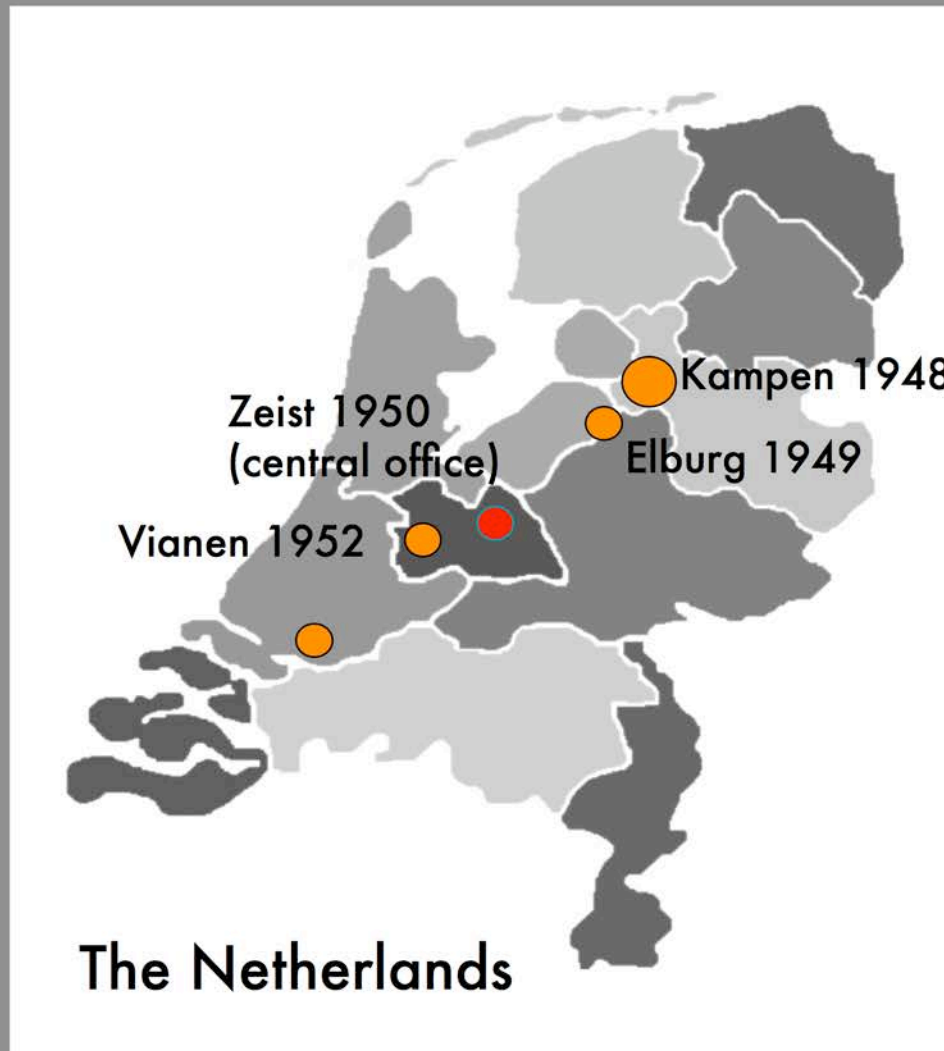 Kampen 1948
Zeist 1950
(central office)
Elburg 1949
Vianen 1952
The Netherlands